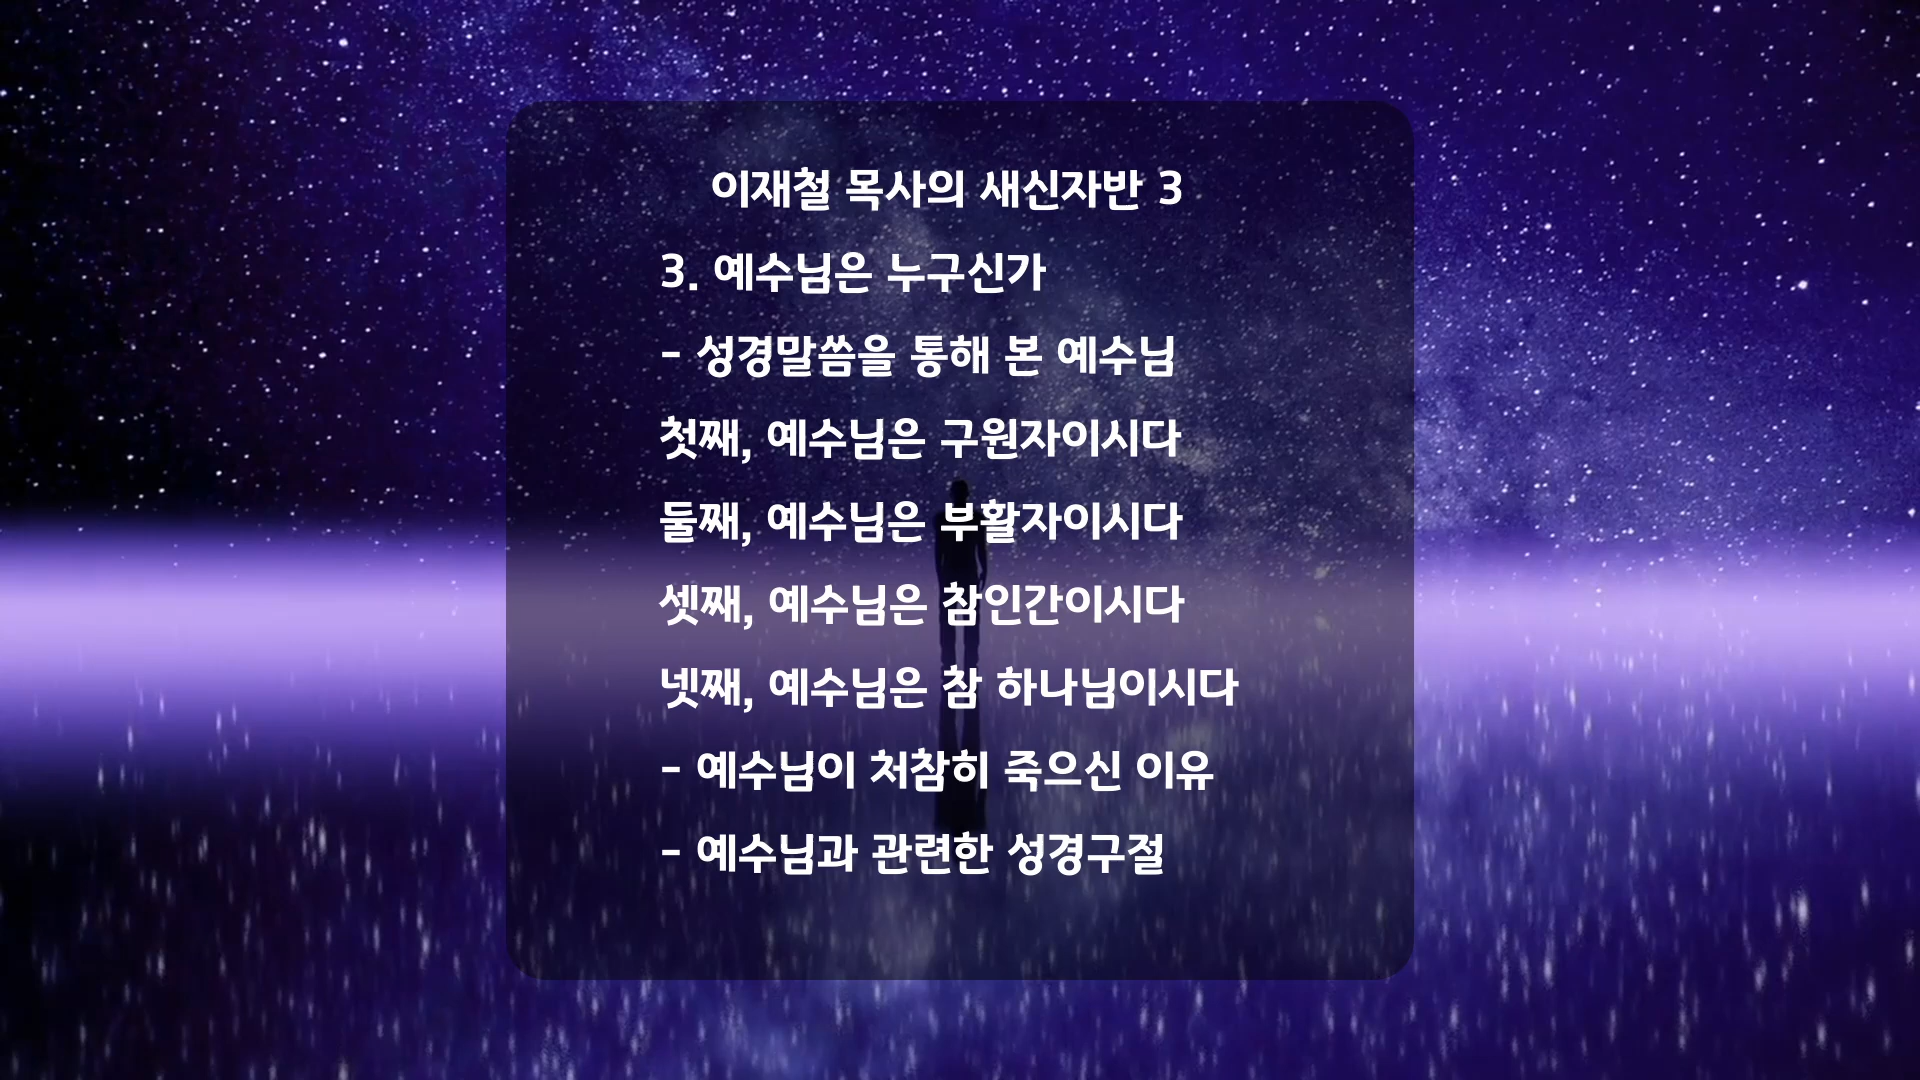 이재철 목사의 새신자반 3
3. 예수님은 누구신가
- 성경말씀을 통해 본 예수님
첫째, 예수님은 구원자이시다
둘째, 예수님은 부활자이시다
셋째, 예수님은 참인간이시다
넷째, 예수님은 참 하나님이시다
- 예수님이 처참히 죽으신 이유
- 예수님과 관련한 성경구절